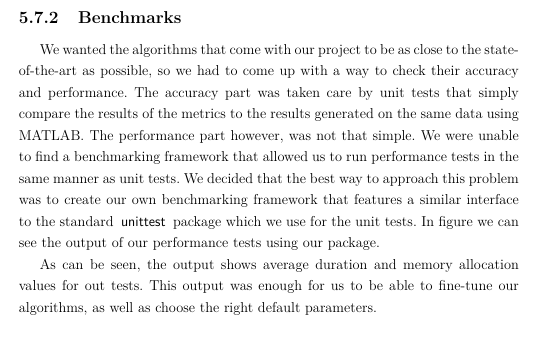 5.7.2 Benchmarks
We wanted the algorithms that come with our project to be as close to the state-
of-the-art as possible, so we had to come up with a way to check their accuracy
and performance. The accuracy part was taken care by unit tests that simply
compare the results of the metrics to the results generated on the same data using
MATLAB. The performance part however, was not that simple. We were unable
to find a benchmarking framework that allowed us to run performance tests in the
same manner as unit tests. We decided that the best way to approach this problem
was to create our own benchmarking framework that features a similar interface
to the standard unittest package which we use for the unit tests. In figure we can
see the output of our performance tests using our package.
As can be seen, the output shows average duration and memory allocation
values for out tests. This output was enough for us to be able to fine-tune our
algorithms, as well as choose the right default parameters.